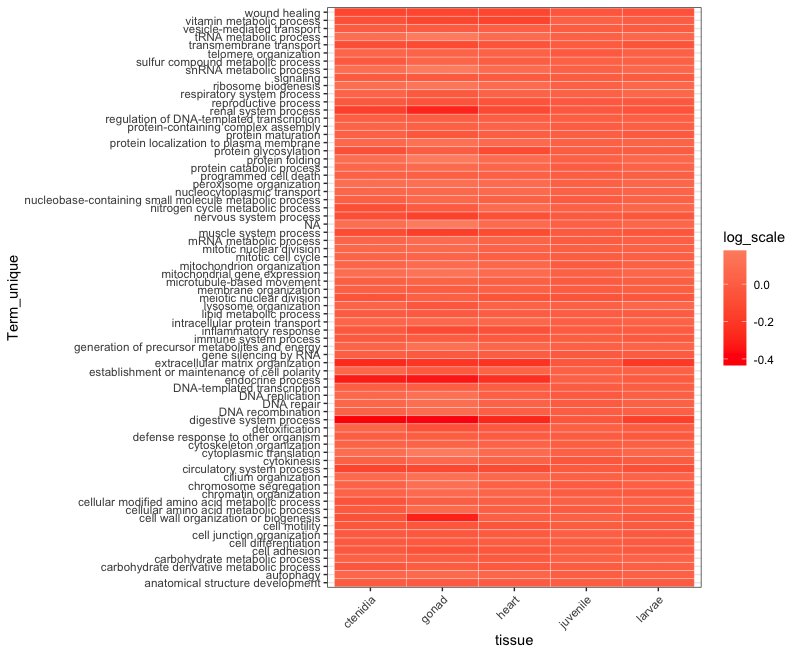 wound healing
vitamin metabolic process
vesicle-mediated transport
tRNA metabolic process
transmembrane transport
telomere organization
sulfur compound metabolic process
snRNA metabolic process
signaling
ribosome biogenesis
respiratory system process
reproductive process
renal system process
regulation of DNA-templated transcription
protein-containing complex assembly
protein maturation
protein localization to plasma membrane
protein glycosylation
protein folding
protein catabolic process
programmed cell death
peroxisome organization
nucleocytoplasmic transport
nucleobase-containing small molecule metabolic process
nitrogen cycle metabolic process
nervous system process
NA
muscle system process
mRNA metabolic process
mitotic nuclear division
mitotic cell cycle
mitochondrion organization
mitochondrial gene expression
microtubule-based movement
membrane organization
meiotic nuclear division
lysosome organization
lipid metabolic process
intracellular protein transport
inflammatory response
immune system process
generation of precursor metabolites and energy
gene silencing by RNA
extracellular matrix organization
establishment or maintenance of cell polarity
endocrine process
DNA-templated transcription
DNA replication
DNA repair
DNA recombination
digestive system process
detoxification
defense response to other organism
cytoskeleton organization
cytoplasmic translation
cytokinesis
circulatory system process
cilium organization
chromosome segregation
chromatin organization
cellular modified amino acid metabolic process
cellular amino acid metabolic process
cell wall organization or biogenesis
cell motility
cell junction organization
cell differentiation
cell adhesion
carbohydrate metabolic process
carbohydrate derivative metabolic process
autophagy
anatomical structure development
Term_unique
ctenidia
gonad
heart
juvenile
larvae
tissue
log_scale
0.0
-0.2
-0.4